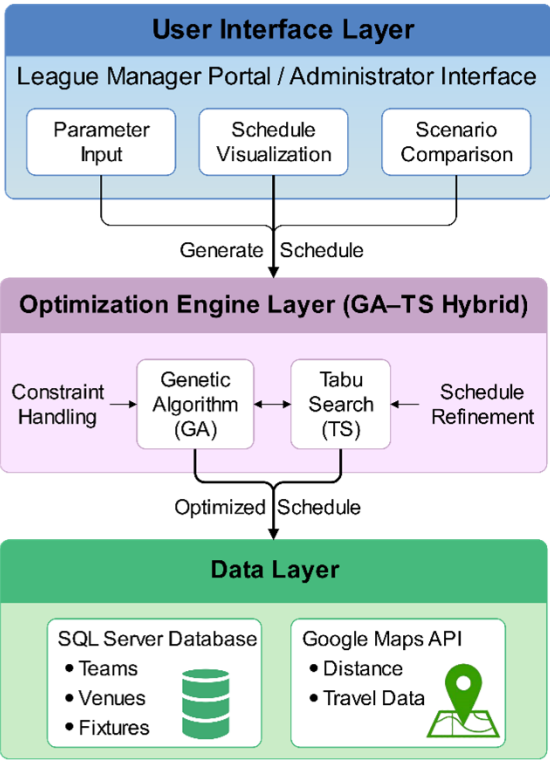 User Interface Layer
League Manager Portal / Administrator Interface
Parameter
Input
Schedule
Visualization
Scenario
Comparison
Generate Schedule
Optimization Engine Layer (GA–TS Hybrid)
Constraint
Handling
Genetic
Algorithm
(GA)
Tabu
Search
(TS)
Schedule
Refinement
Optimized Schedule
Data Layer
SQL Server Database
• Teams
• Venues
• Fixtures
Google Maps API
• Distance
• Travel Data